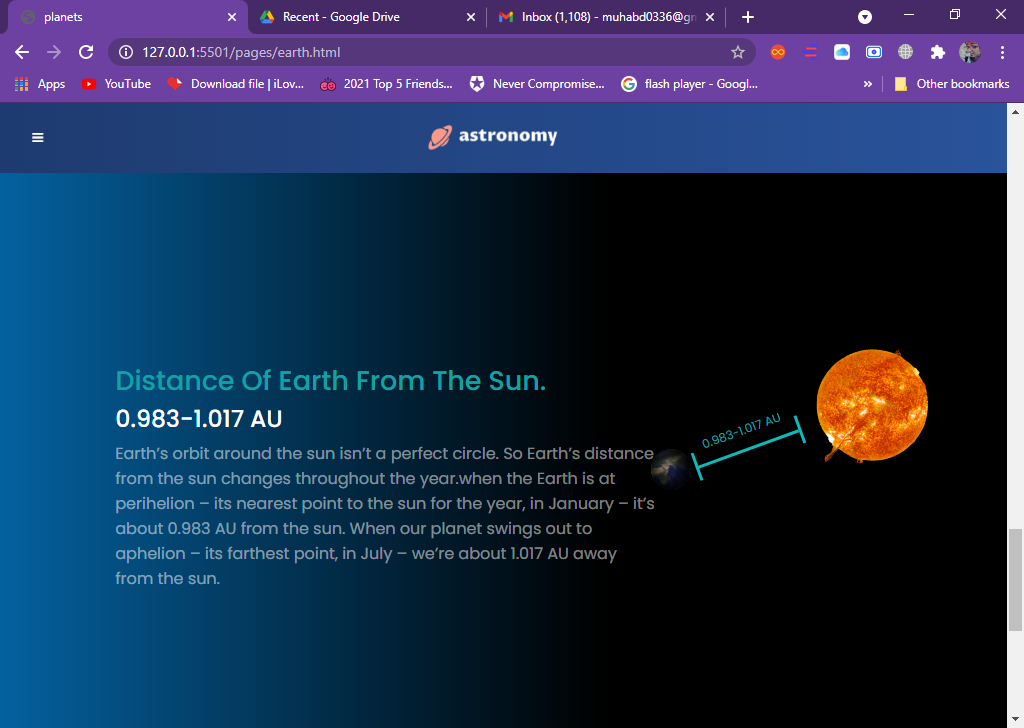 planets
Recent - Google Drive
Inbox (1,108) - muhabd0336@gm
127.0.0.1:5501/pages/earth.html
Apps
YouTube
Download file | iLov...
2021 Top 5 Friends...
Never Compromise...
flash player - Googl...
»
Other bookmarks
astronomy
Distance Of Earth From The Sun.
0.983-1.017 AU
Earth’s orbit around the sun isn’t a perfect circle. So Earth’s distance
from the sun changes throughout the year.when the Earth is at
perihelion – its nearest point to the sun for the year, in January – it’s
about 0.983 AU from the sun. When our planet swings out to
aphelion – its farthest point, in July – we’re about 1.017 AU away
from the sun.
0.983-1.017 AU